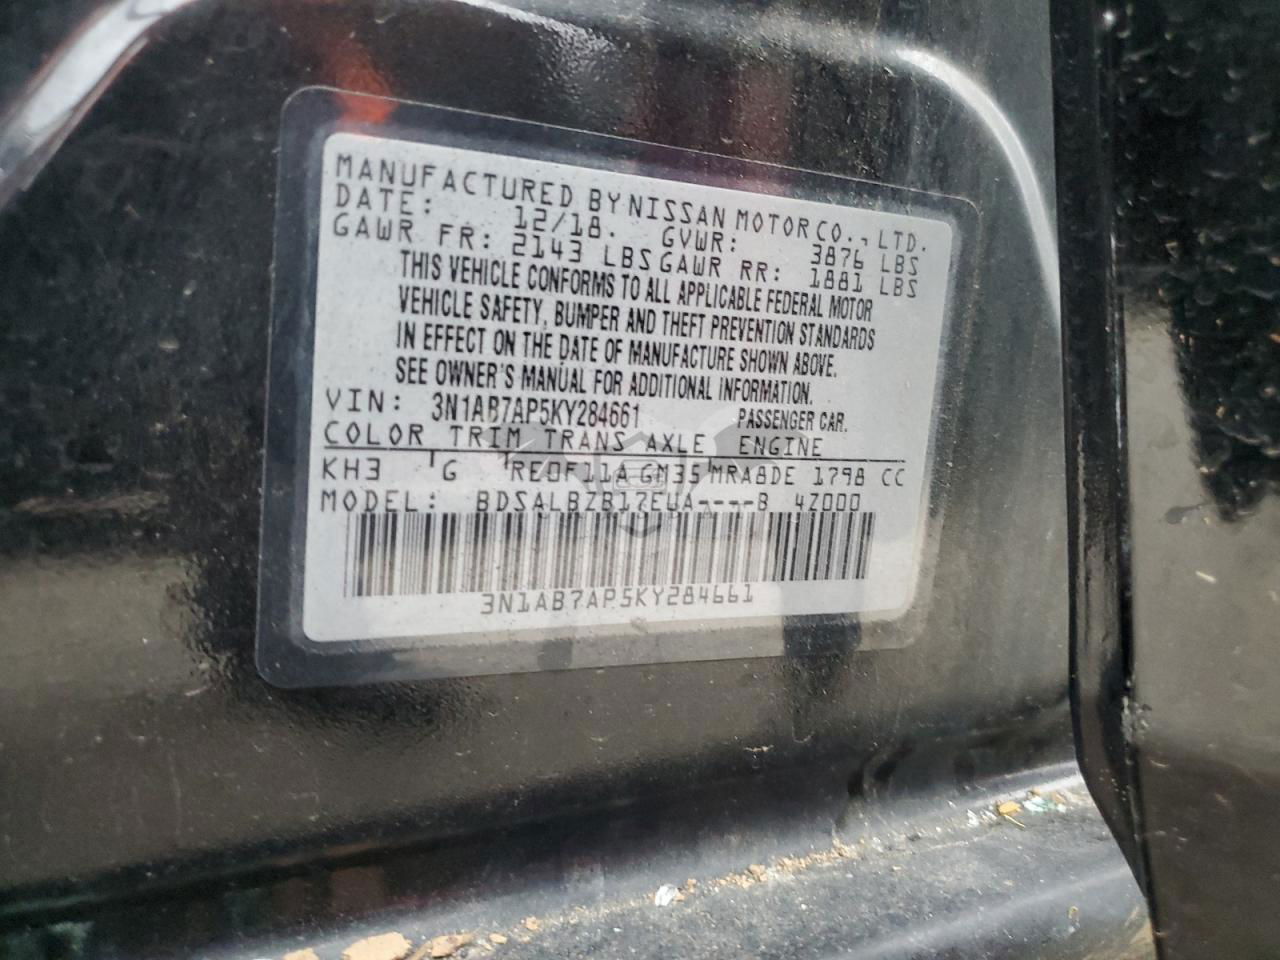 MANUFACTURED BY NISSAN MOTOR CO., LTD.
DATE: 12/18. GVWR: 3876 LBS
GAWR FR: 2143 LBS GAWR RR: 1881 LBS
THIS VEHICLE CONFORMS TO ALL APPLICABLE FEDERAL MOTOR
VEHICLE SAFETY, BUMPER AND THEFT PREVENTION STANDARDS
IN EFFECT ON THE DATE OF MANUFACTURE SHOWN ABOVE.
SEE OWNER'S MANUAL FOR ADDITIONAL INFORMATION.
VIN: 3N1AB7AP5KY284661 PASSENGER CAR.
COLOR TRIM TRANS AXLE ENGINE
KH3 G RE0F11A GM35 MRA8DE 1798 CC
MODEL: BDSALBZB17EUA----B 4Z000
3N1AB7AP5KY284661